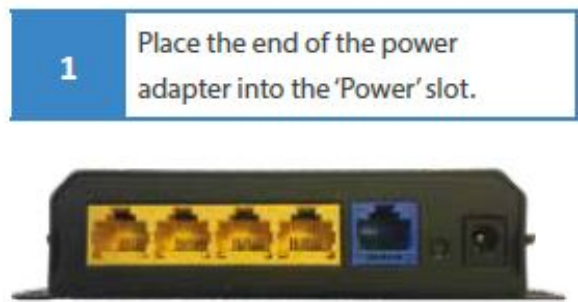 1
Place the end of the power
adapter into the ‘Power’ slot.